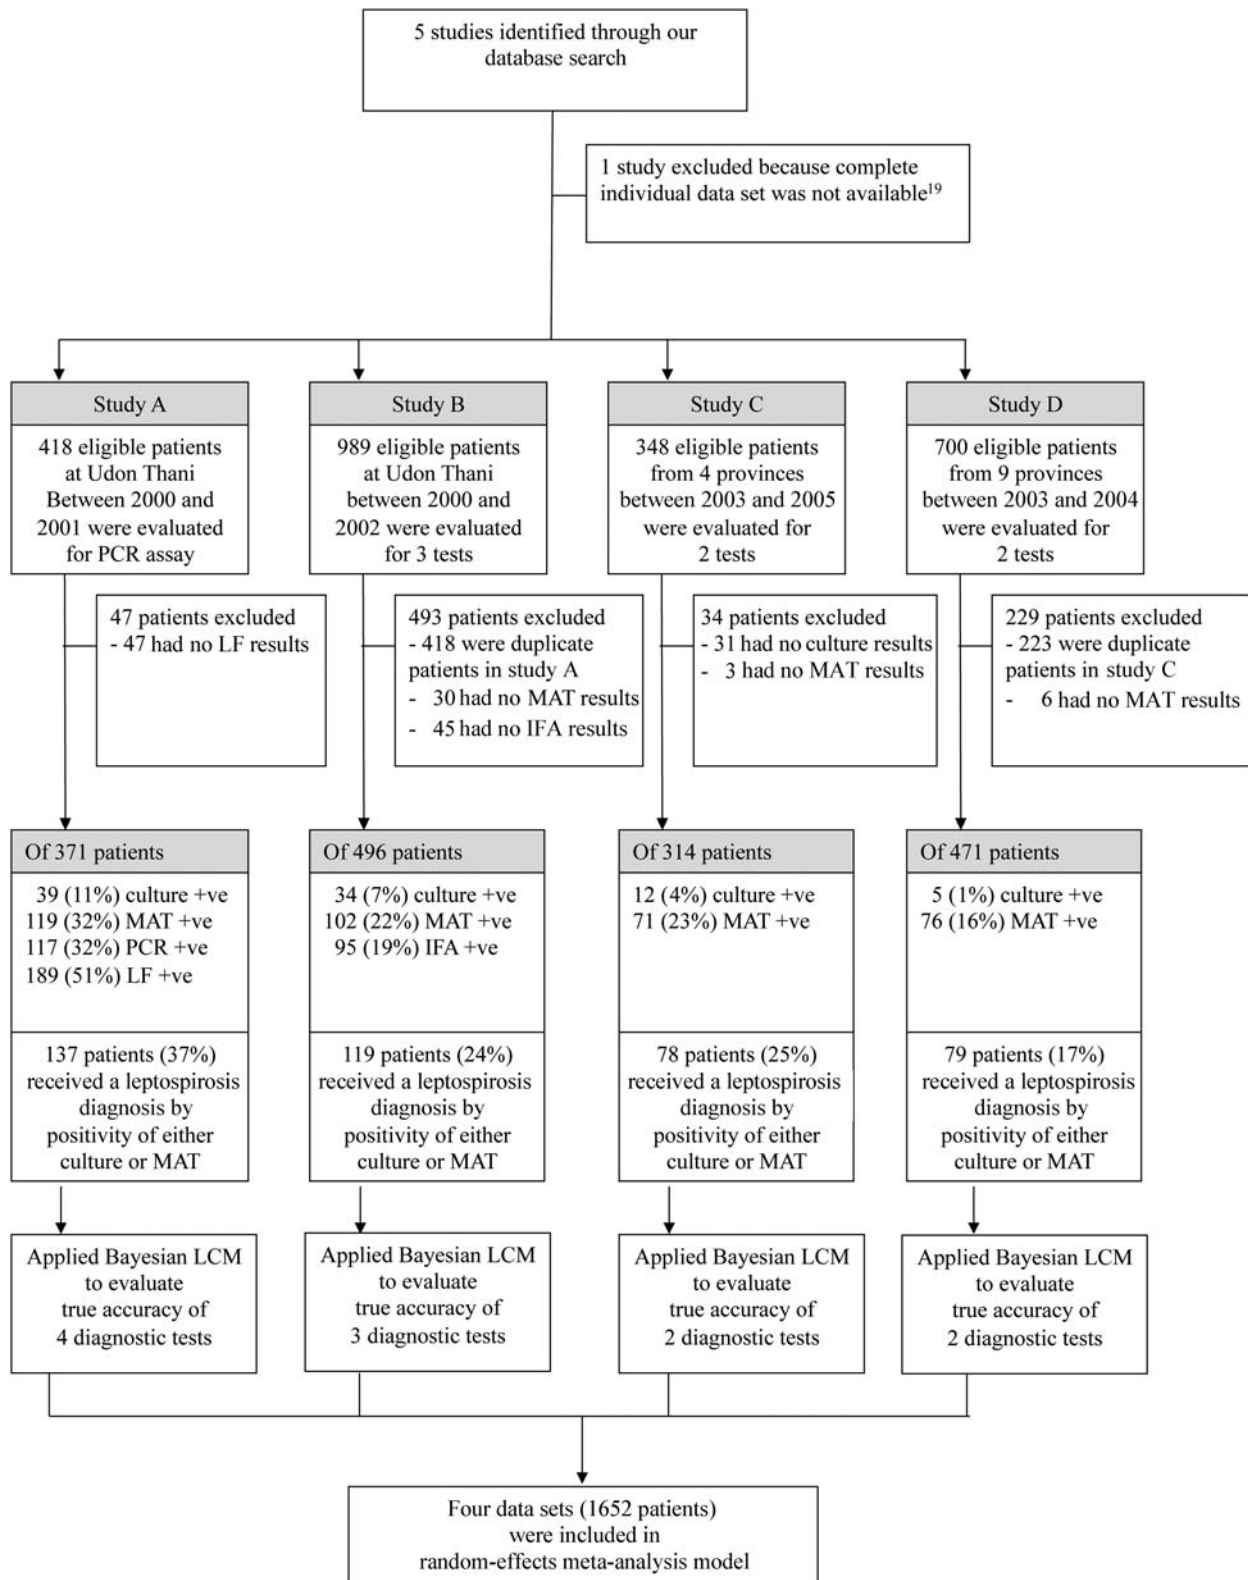 5 studies identified through our
database search
1 study excluded because complete
individual data set was not available¹⁹
Study A
418 eligible patients
at Udon Thani
Between 2000 and
2001 were evaluated
for PCR assay
Study B
989 eligible patients
at Udon Thani
between 2000 and
2002 were evaluated
for 3 tests
Study C
348 eligible patients
from 4 provinces
between 2003 and 2005
were evaluated for
2 tests
Study D
700 eligible patients
from 9 provinces
between 2003 and 2004
were evaluated for
2 tests
47 patients excluded
- 47 had no LF results
493 patients excluded
- 418 were duplicate
patients in study A
- 30 had no MAT results
- 45 had no IFA results
34 patients excluded
- 31 had no culture results
- 3 had no MAT results
229 patients excluded
- 223 were duplicate
patients in study C
- 6 had no MAT results
Of 371 patients
39 (11%) culture +ve
119 (32%) MAT +ve
117 (32%) PCR +ve
189 (51%) LF +ve
137 patients (37%)
received a leptospirosis
diagnosis by
positivity of either
culture or MAT
Of 496 patients
34 (7%) culture +ve
102 (22%) MAT +ve
95 (19%) IFA +ve
119 patients (24%)
received a leptospirosis
diagnosis by
positivity of either
culture or MAT
Of 314 patients
12 (4%) culture +ve
71 (23%) MAT +ve
78 patients (25%)
received a leptospirosis
diagnosis by
positivity of either
culture or MAT
Of 471 patients
5 (1%) culture +ve
76 (16%) MAT +ve
79 patients (17%)
received a leptospirosis
diagnosis by
positivity of either
culture or MAT
Applied Bayesian LCM
to evaluate
true accuracy of
4 diagnostic tests
Applied Bayesian LCM
to evaluate
true accuracy of
3 diagnostic tests
Applied Bayesian LCM
to evaluate
true accuracy of
2 diagnostic tests
Applied Bayesian LCM
to evaluate
true accuracy of
2 diagnostic tests
Four data sets (1652 patients)
were included in
random-effects meta-analysis model